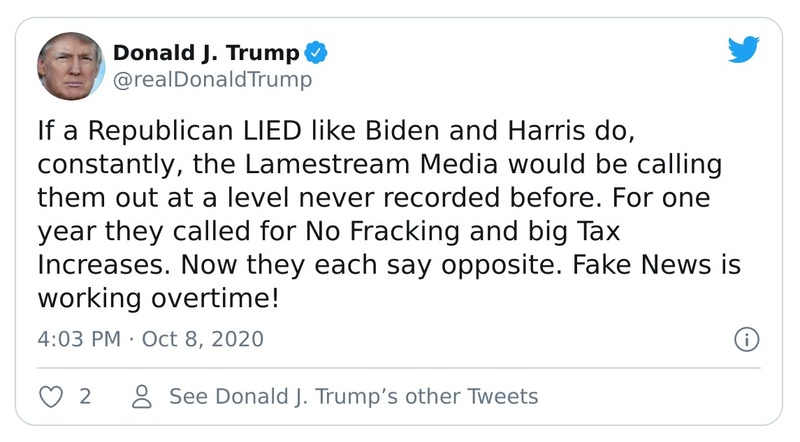 Donald J. Trump
@realDonaldTrump
If a Republican LIED like Biden and Harris do,
constantly, the Lamestream Media would be calling
them out at a level never recorded before. For one
year they called for No Fracking and big Tax
Increases. Now they each say opposite. Fake News is
working overtime!
4:03 PM · Oct 8, 2020
2 See Donald J. Trump’s other Tweets